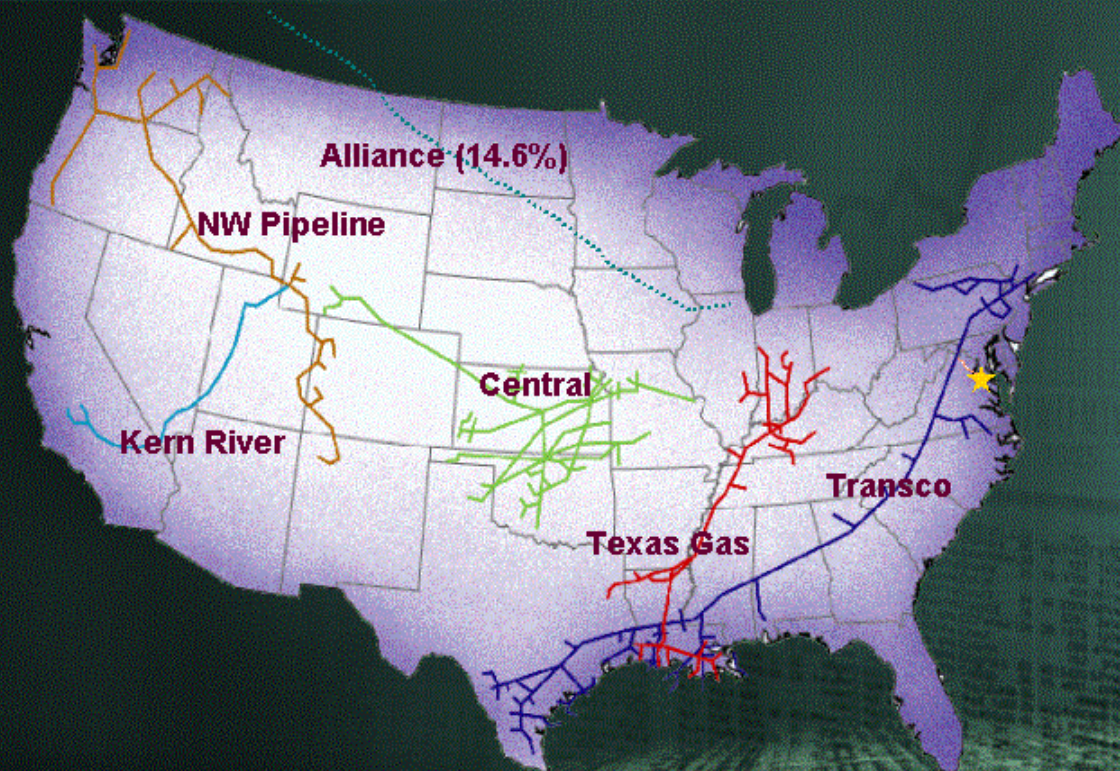 Alliance (14.6%)
NW Pipeline
Central
Kern River
Transco
Texas Gas